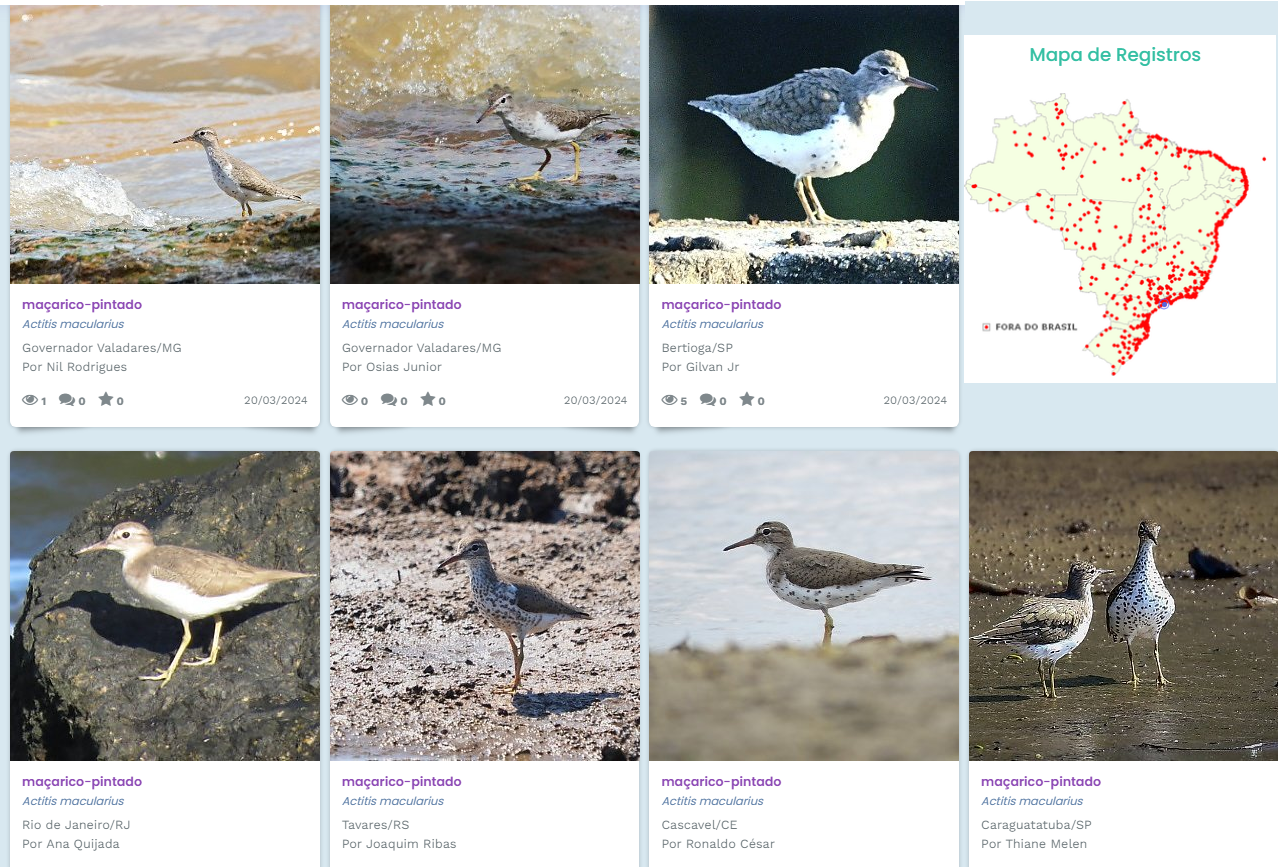 Mapa de Registros
FORA DO BRASIL
maçarico-pintado
Actitis macularius
Governador Valadares/MG
Por Nil Rodrigues
1 0 0 20/03/2024
maçarico-pintado
Actitis macularius
Governador Valadares/MG
Por Osias Junior
0 0 0 20/03/2024
maçarico-pintado
Actitis macularius
Bertioga/SP
Por Gilvan Jr
5 0 0 20/03/2024
maçarico-pintado
Actitis macularius
Rio de Janeiro/RJ
Por Ana Quijada
maçarico-pintado
Actitis macularius
Tavares/RS
Por Joaquim Ribas
maçarico-pintado
Actitis macularius
Cascavel/CE
Por Ronaldo César
maçarico-pintado
Actitis macularius
Caraguatatuba/SP
Por Thiane Melen